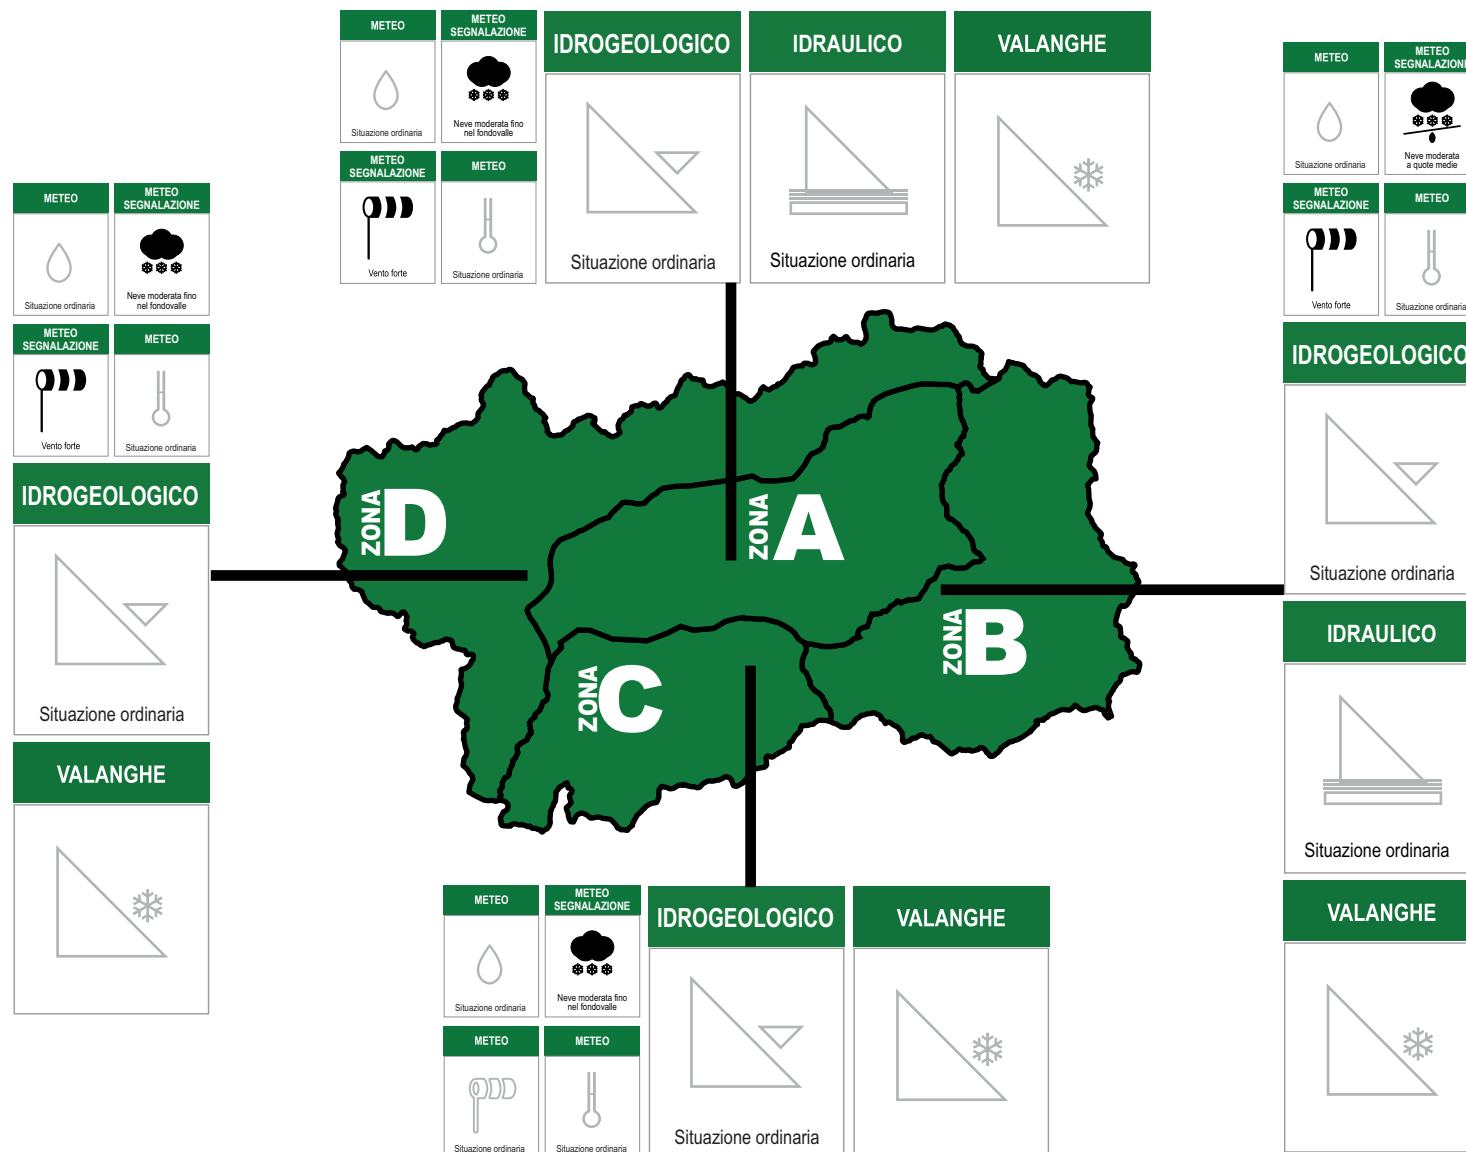 METEO
METEO
SEGNALAZIONE
Situazione ordinaria
Neve moderata fino
nel fondovalle
METEO
SEGNALAZIONE
METEO
Vento forte
Situazione ordinaria
IDROGEOLOGICO
IDRAULICO
VALANGHE
Situazione ordinaria
Situazione ordinaria
METEO
METEO
SEGNALAZIONE
Situazione ordinaria
Neve moderata
a quote medie
METEO
SEGNALAZIONE
METEO
Vento forte
Situazione ordinaria
IDROGEOLOGICO
Situazione ordinaria
IDRAULICO
Situazione ordinaria
VALANGHE
METEO
METEO
SEGNALAZIONE
Situazione ordinaria
Neve moderata fino
nel fondovalle
METEO
SEGNALAZIONE
METEO
Vento forte
Situazione ordinaria
IDROGEOLOGICO
Situazione ordinaria
VALANGHE
ZONA D
ZONA A
ZONA B
ZONA C
METEO
METEO
SEGNALAZIONE
Situazione ordinaria
Neve moderata fino
nel fondovalle
METEO
METEO
Situazione ordinaria
Situazione ordinaria
IDROGEOLOGICO
VALANGHE
Situazione ordinaria